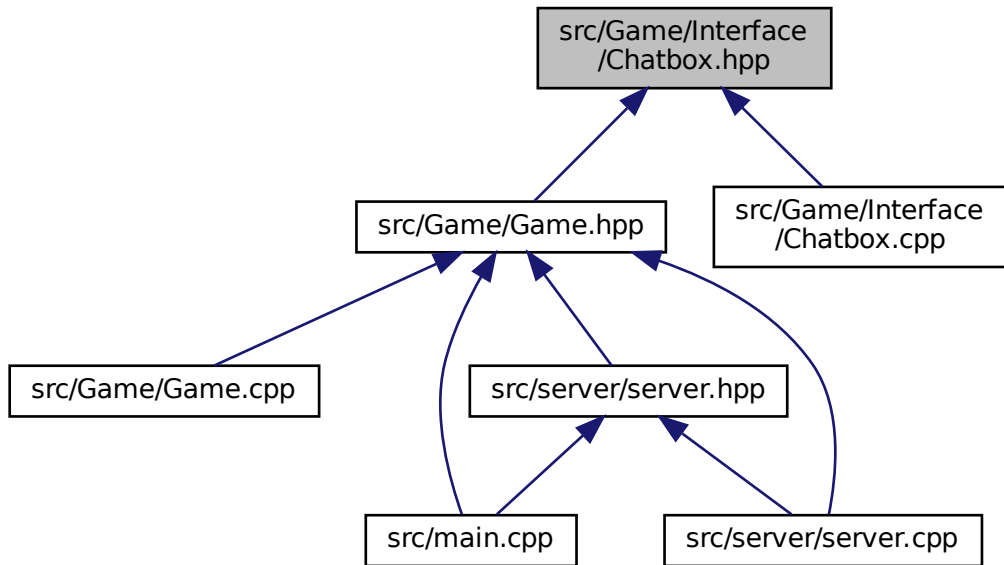 src/Game/Interface
/Chatbox.hpp
src/Game/Game.hpp
src/Game/Interface
/Chatbox.cpp
src/Game/Game.cpp
src/server/server.hpp
src/main.cpp
src/server/server.cpp